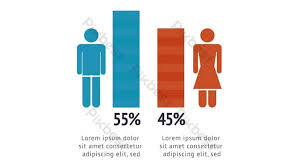 55%
45%
Lorem ipsum dolor sit
amet, consectetur
adipiscing elit, sed
Lorem ipsum dolor sit
amet, consectetur
adipiscing elit, sed